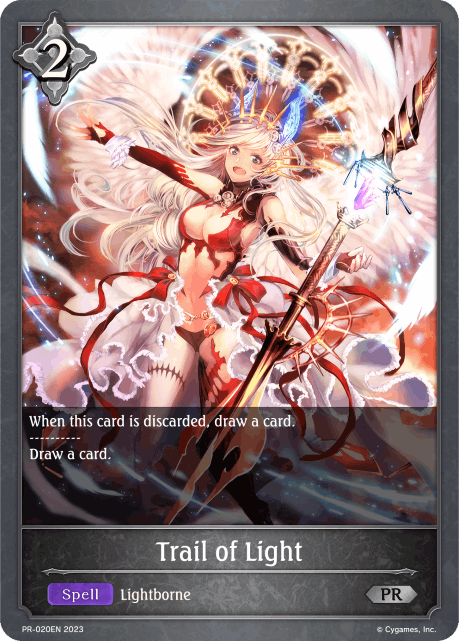 2
When this card is discarded, draw a card.
----------
Draw a card.
Trail of Light
Spell Lightborne PR
PR-020EN 2023 © Cygames, Inc.